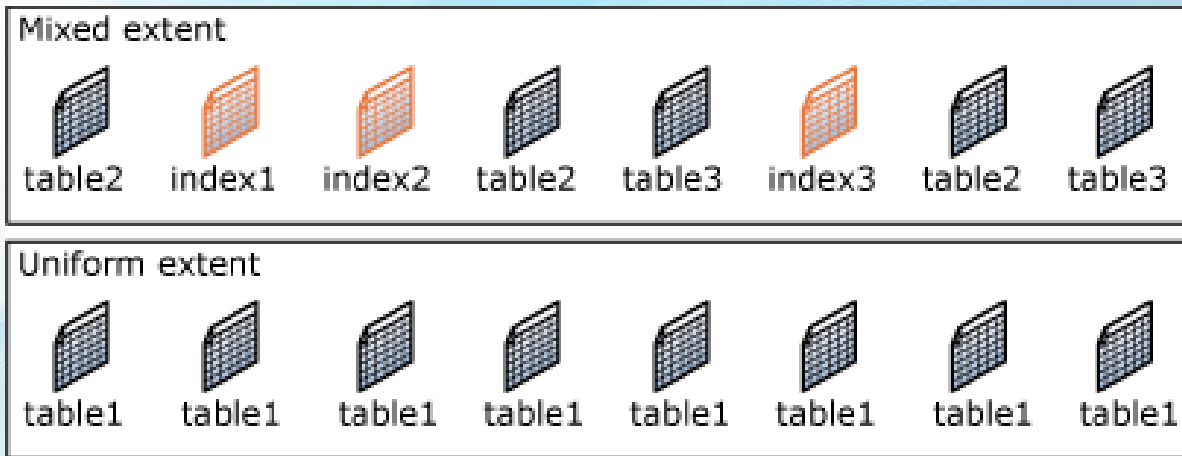 Mixed extent
table2 index1 index2 table2 table3 index3 table2 table3
Uniform extent
table1 table1 table1 table1 table1 table1 table1 table1